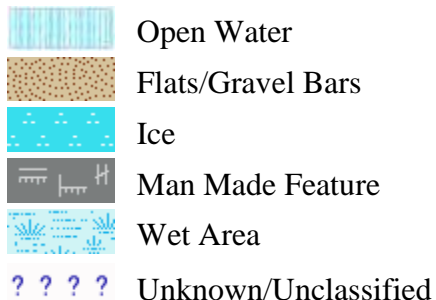 Open Water
Flats/Gravel Bars
Ice
Man Made Feature
Wet Area
? ? ? ? Unknown/Unclassified